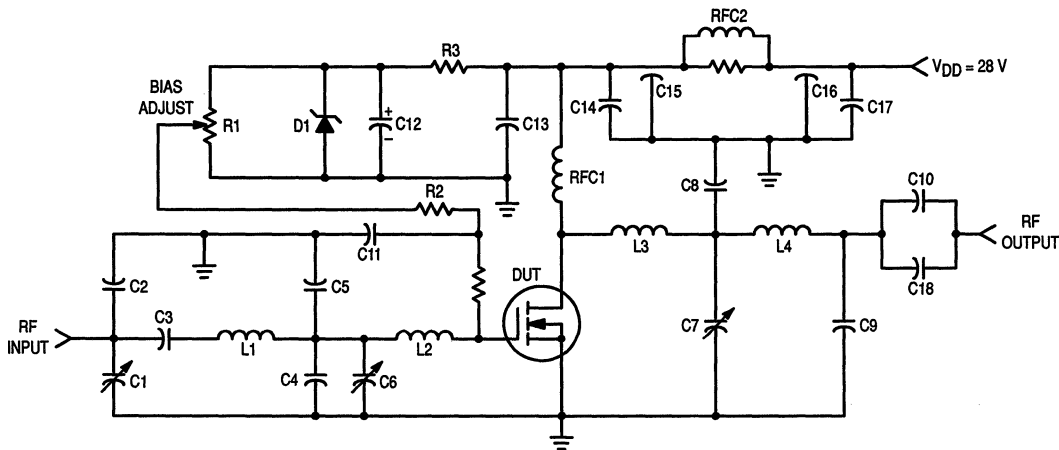 RFC2
R3
V_DD = 28 V
BIAS
ADJUST
R1
D1
+
C12
−
C13
C14
C15
C16
C17
RFC1
C8
R2
C10
RF
OUTPUT
C11
L3
L4
C18
C2
C5
DUT
RF
INPUT
C3
L1
L2
C7
C9
C1
C4
C6